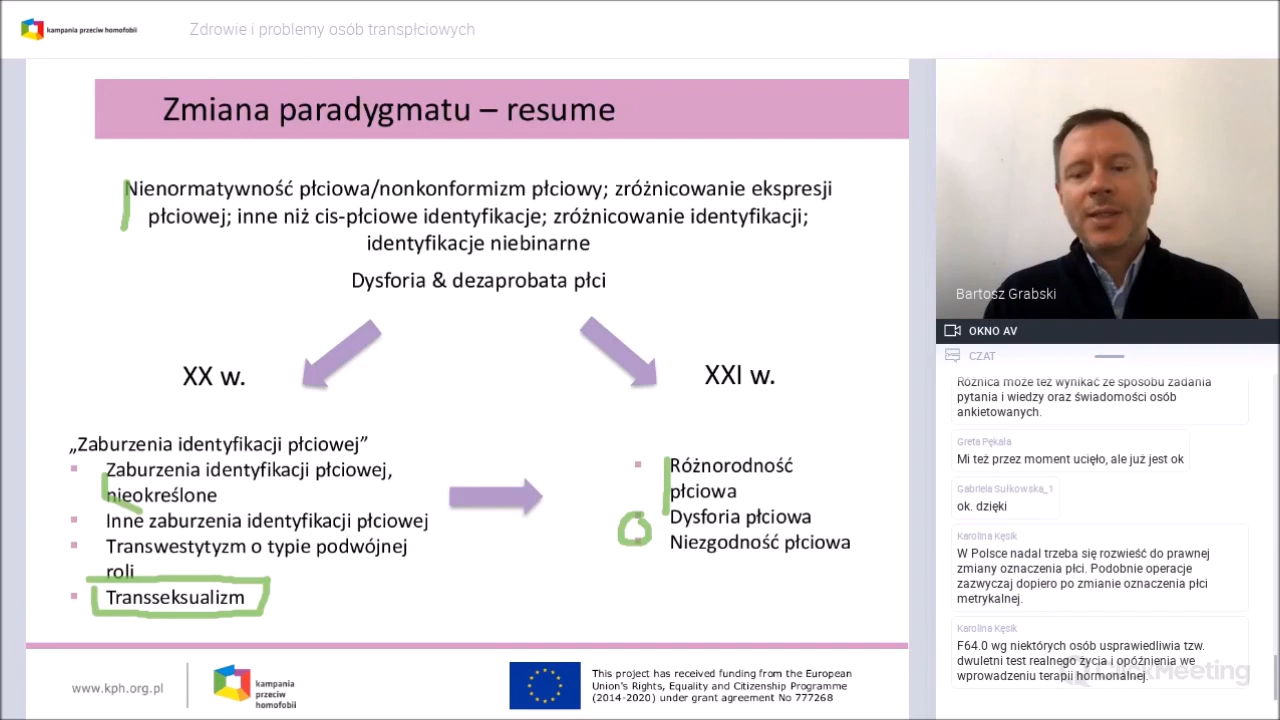 kampania przeciw homofobii
Zdrowie i problemy osób transpłciowych
Zmiana paradygmatu – resume
Nienormatywność płciowa/nonkonformizm płciowy; zróżnicowanie ekspresji
płciowej; inne niż cis-płciowe identyfikacje; zróżnicowanie identyfikacji;
identyfikacje niebinarne
Dysforia & dezaprobata płci
XX w.
„Zaburzenia identyfikacji płciowej”
Zaburzenia identyfikacji płciowej,
nieokreślone
Inne zaburzenia identyfikacji płciowej
Transwestytyzm o typie podwójnej
roli
Transseksualizm
XXI w.
Różnorodność
płciowa
Dysforia płciowa
Niezgodność płciowa
www.kph.org.pl
kampania
przeciw
homofobii
This project has received funding from the European
Union's Rights, Equality and Citizenship Programme
(2014-2020) under grant agreement No 777268
Bartosz Grabski
OKNO AV
CZAT
Różnica może też wynikać ze sposobu zadania
pytania i wiedzy oraz świadomości osób
ankietowanych.
Greta Pękala
Mi też przez moment ucięło, ale już jest ok
Gabriela Sułkowska_1
ok. dzięki
Karolina Kęsik
W Polsce nadal trzeba się rozwieść do prawnej
zmiany oznaczenia płci. Podobnie operacje
zazwyczaj dopiero po zmianie oznaczenia płci
metrykalnej.
Karolina Kęsik
F64.0 wg niektórych osób usprawiedliwia tzw.
dwuletni test realnego życia i opóźnienia we
wprowadzeniu terapii hormonalnej.
ClickMeeting